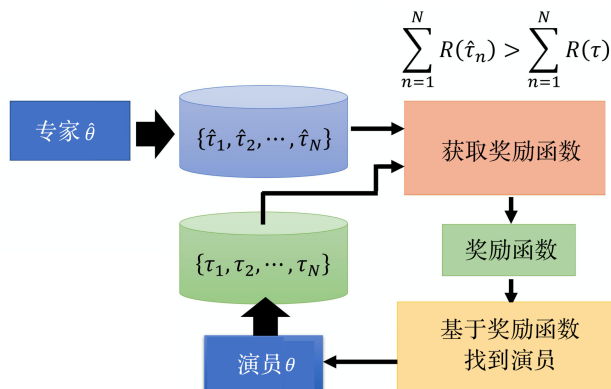 $\sum_{n=1}^{N} R(\hat{\tau}_n) > \sum_{n=1}^{N} R(\tau)$
专家 $\hat{\theta}$
$\{\hat{\tau}_1, \hat{\tau}_2, \cdots, \hat{\tau}_N\}$
获取奖励函数
$\{\tau_1, \tau_2, \cdots, \tau_N\}$
奖励函数
演员 $\theta$
基于奖励函数
找到演员